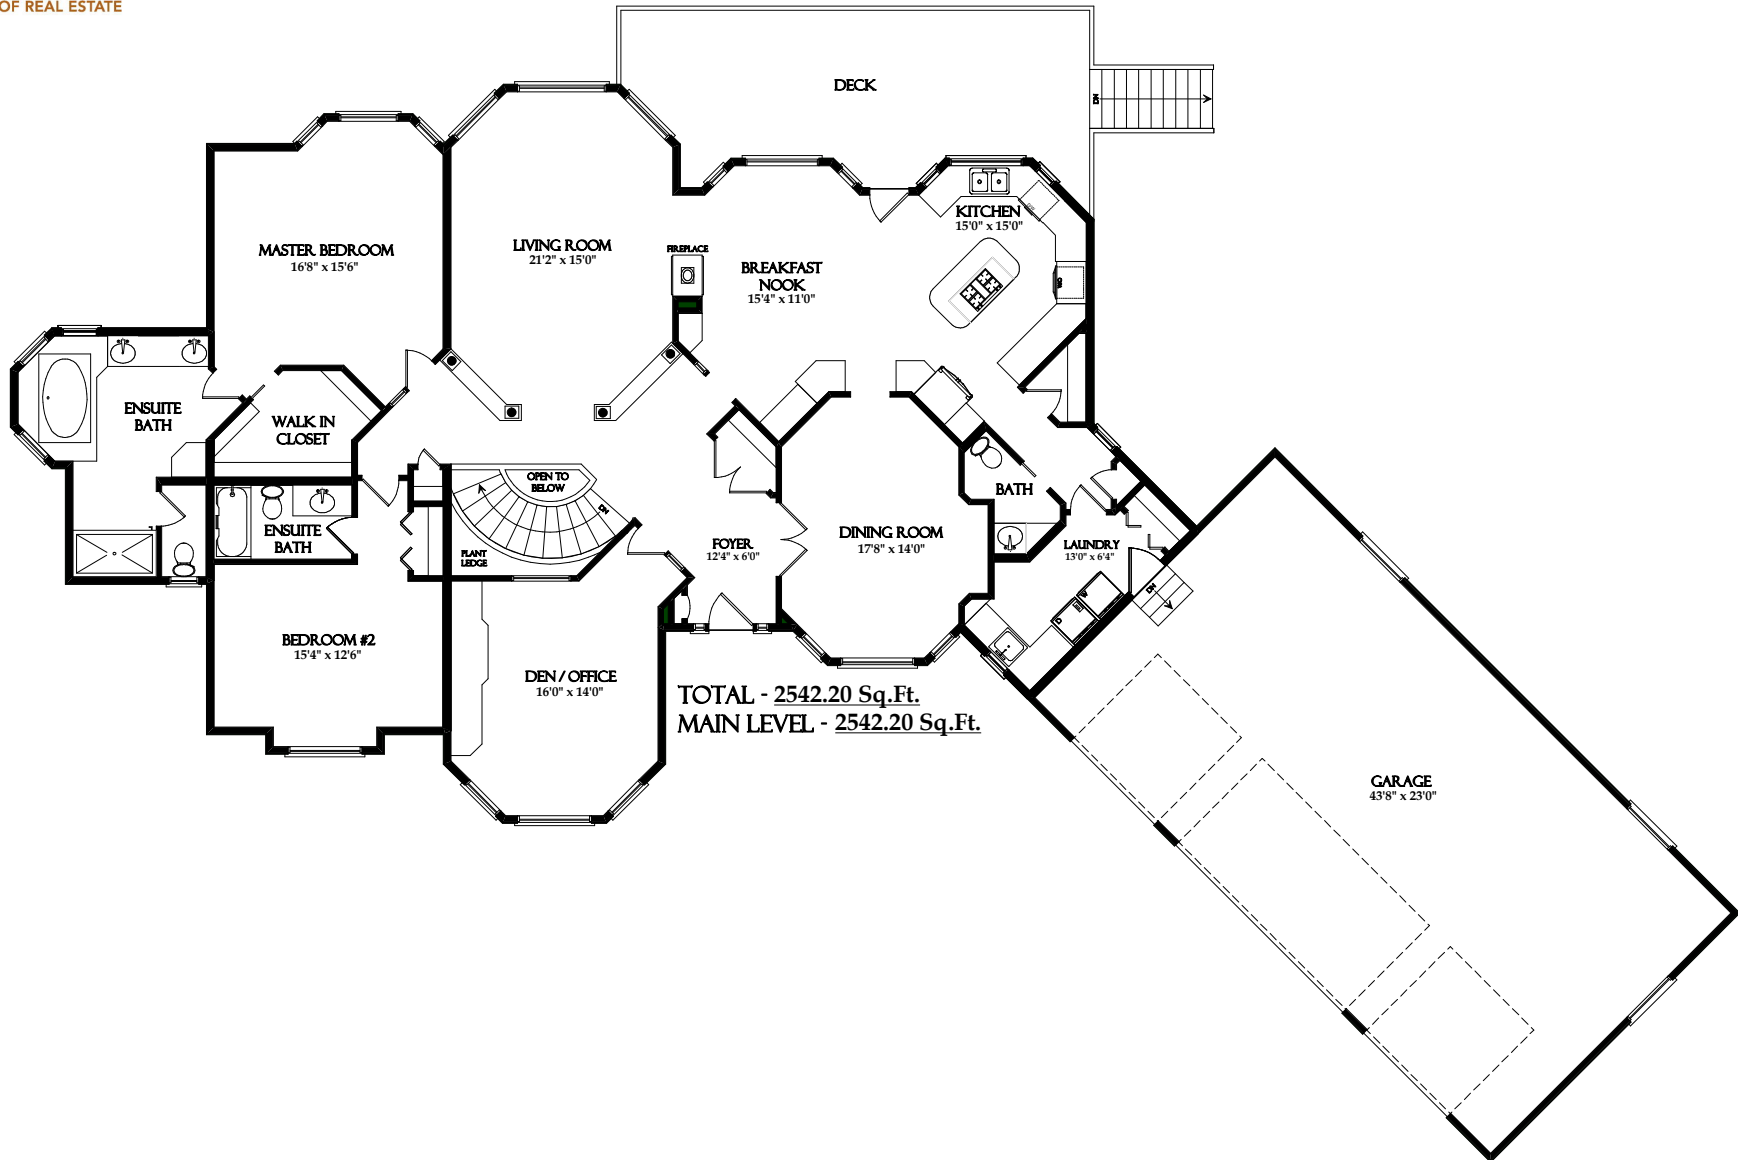 OF REAL ESTATE
DECK
DN
MASTER BEDROOM
16'8" x 15'6"
LIVING ROOM
21'2" x 15'0"
FIREPLACE
BREAKFAST
NOOK
15'4" x 11'0"
KITCHEN
15'0" x 15'0"
ENSUITE
BATH
WALK IN
CLOSET
OPEN TO
BELOW
DN
PLANT
LEDGE
ENSUITE
BATH
FOYER
12'4" x 6'0"
DINING ROOM
17'8" x 14'0"
BATH
LAUNDRY
13'0" x 6'4"
DN
BEDROOM #2
15'4" x 12'6"
DEN / OFFICE
16'0" x 14'0"
TOTAL - 2542.20 Sq.Ft.
MAIN LEVEL - 2542.20 Sq.Ft.
GARAGE
43'8" x 23'0"